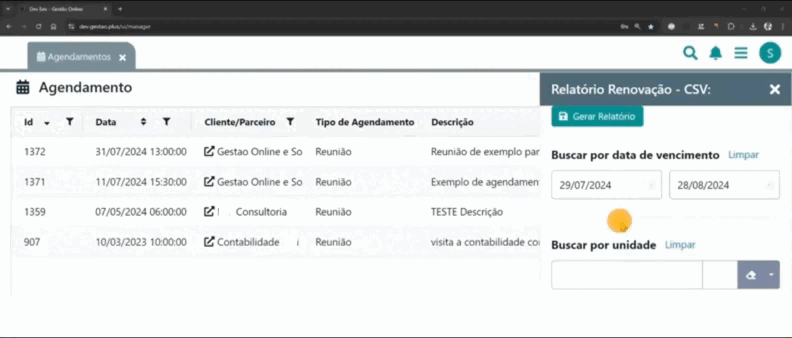 Dev Sex - Gestão Online
dev.gestao.plus/ui/manager
Agendamentos
S
Agendamento
Relatório Renovação - CSV:
Gerar Relatório
Id Data Cliente/Parceiro Tipo de Agendamento Descrição
1372 31/07/2024 13:00:00 Gestao Online e So Reunião Reunião de exemplo par
1371 11/07/2024 15:30:00 Gestao Online e So Reunião Exemplo de agendamen
1359 07/05/2024 06:00:00 Consultoria Reunião TESTE Descrição
907 10/03/2023 10:00:00 Contabilidade i Reunião visita a contabilidade co
Buscar por data de vencimento Limpar
29/07/2024 28/08/2024
Buscar por unidade Limpar